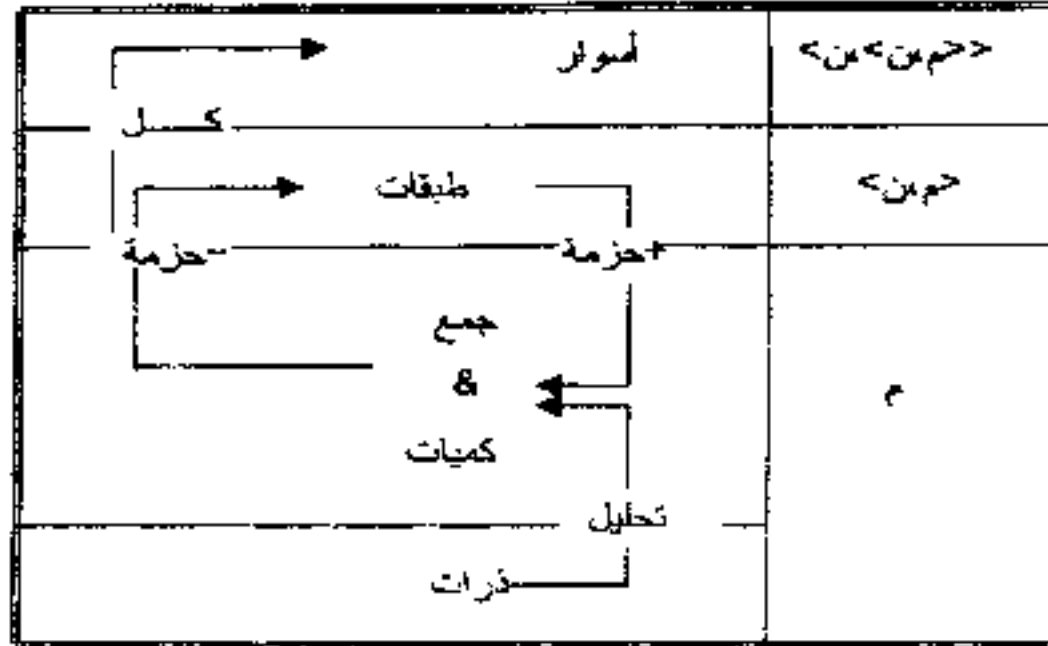 <<م،ن>،ن> أسوار
كـــل
<م،ن> طبقات
+حزمة -حزمة
جمع
&
م
كميات
تحليل
ذرات